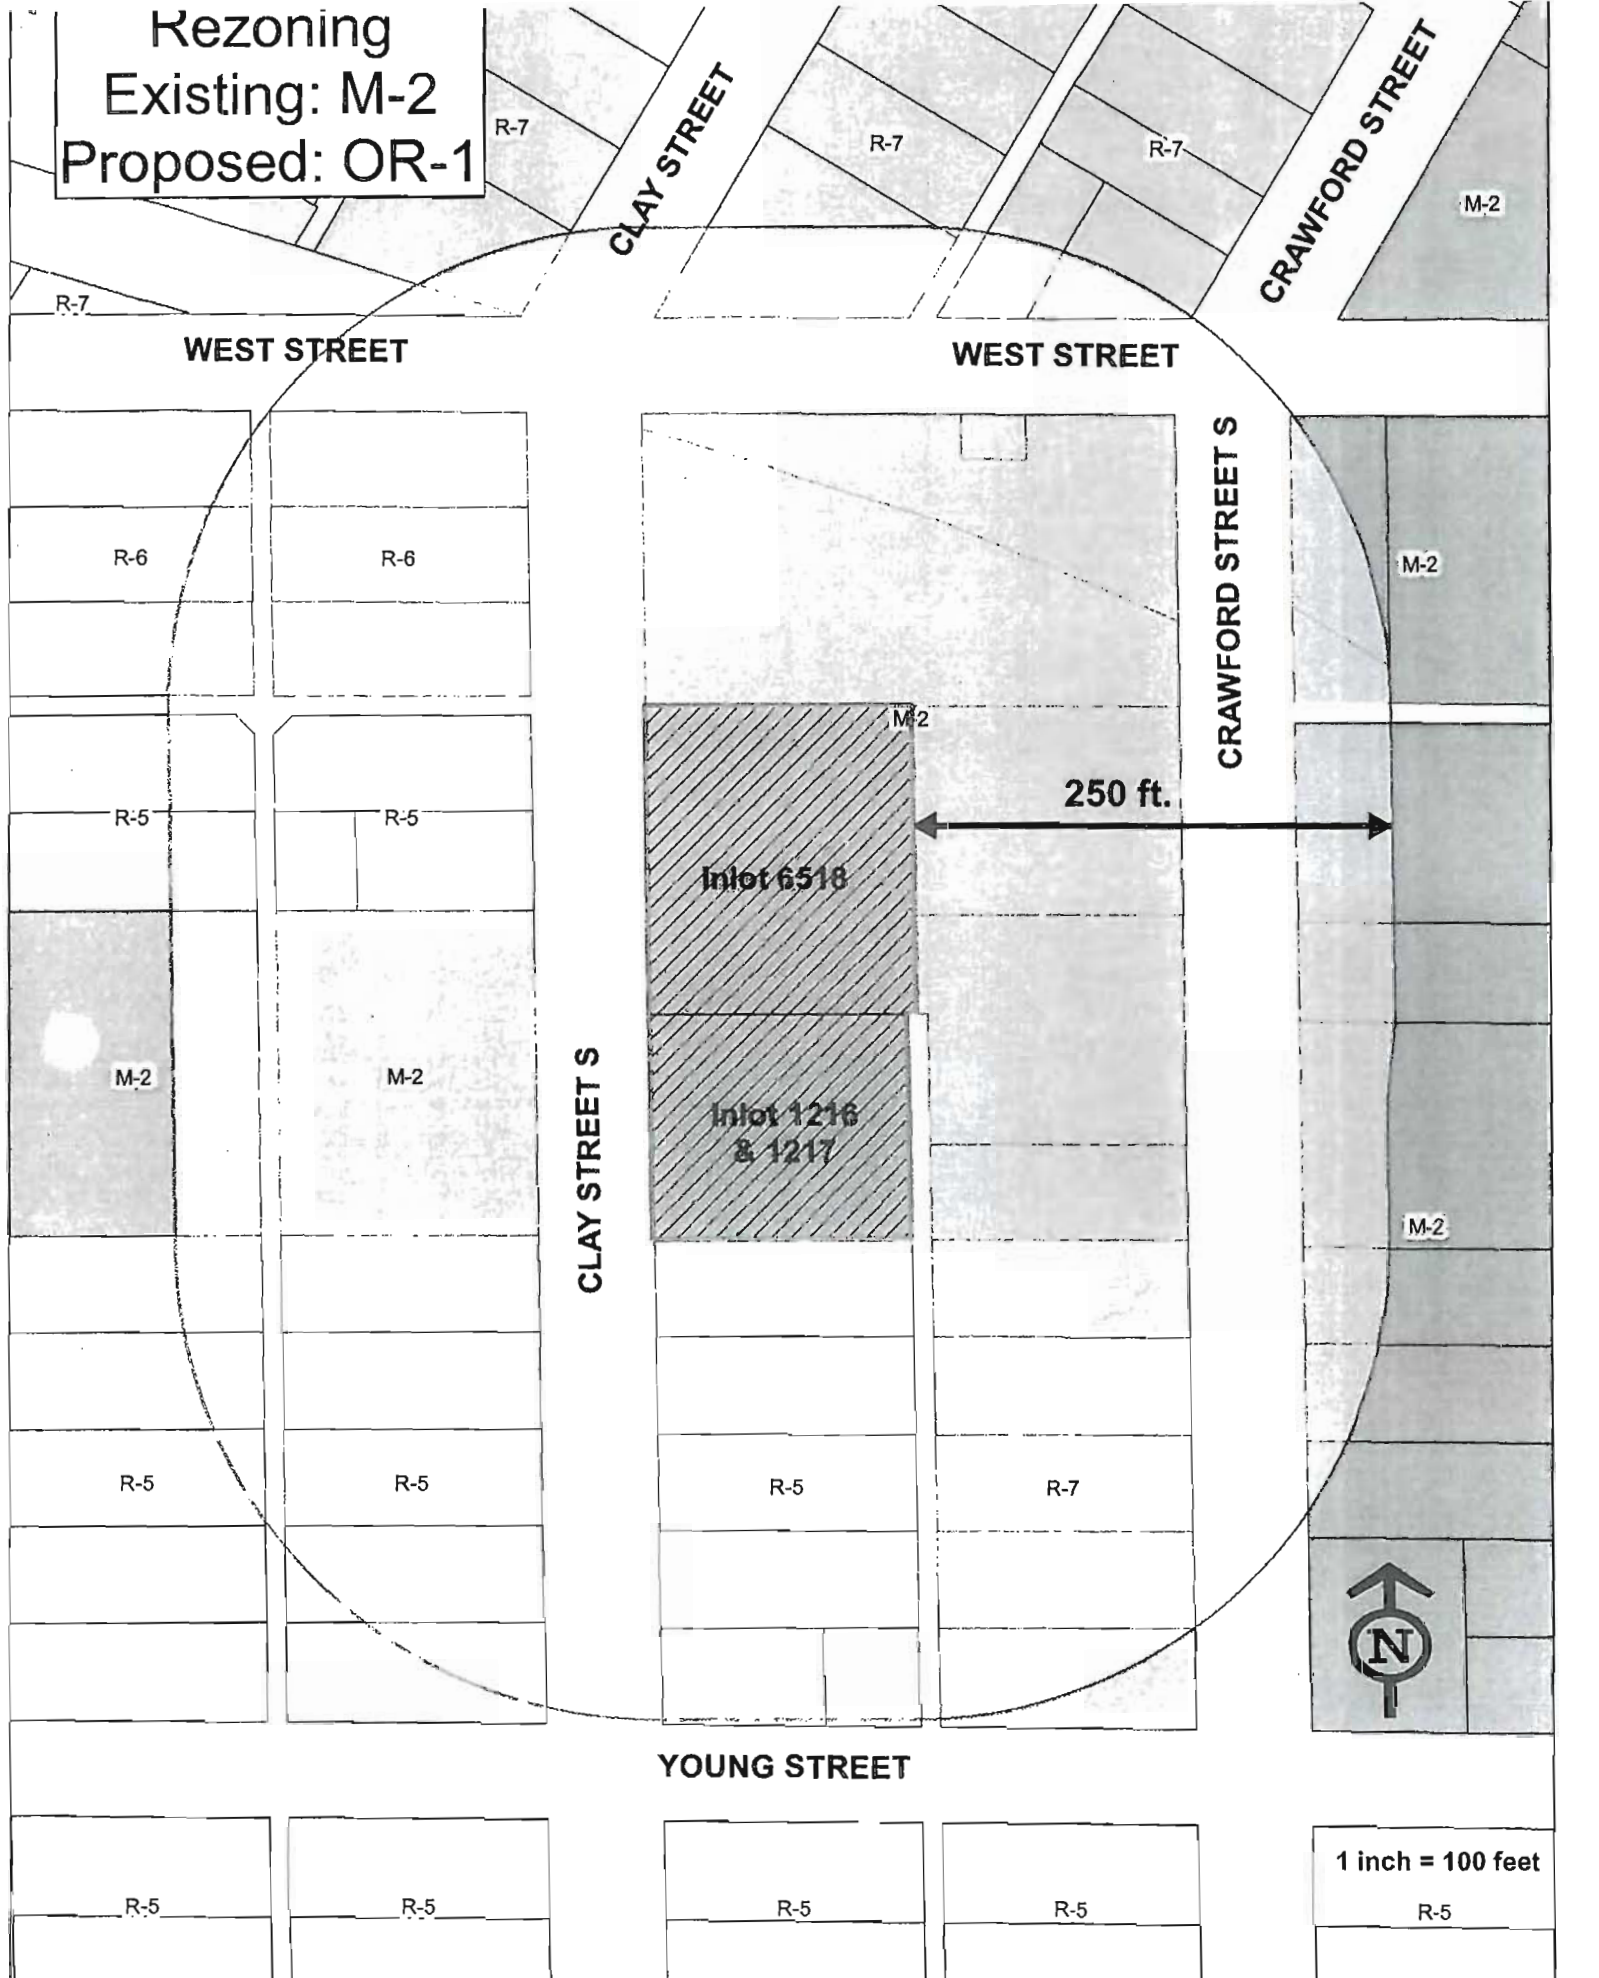 Rezoning
Existing: M-2
Proposed: OR-1
R-7
CLAY STREET
R-7
R-7
CRAWFORD STREET
M-2
R-7
WEST STREET
WEST STREET
R-6
R-6
CRAWFORD STREET S
M-2
M-2
250 ft.
R-5
R-5
Inlot 6518
M-2
M-2
CLAY STREET S
Inlot 1216
& 1217
M-2
R-5
R-5
R-5
R-7
N
YOUNG STREET
1 inch = 100 feet
R-5
R-5
R-5
R-5
R-5